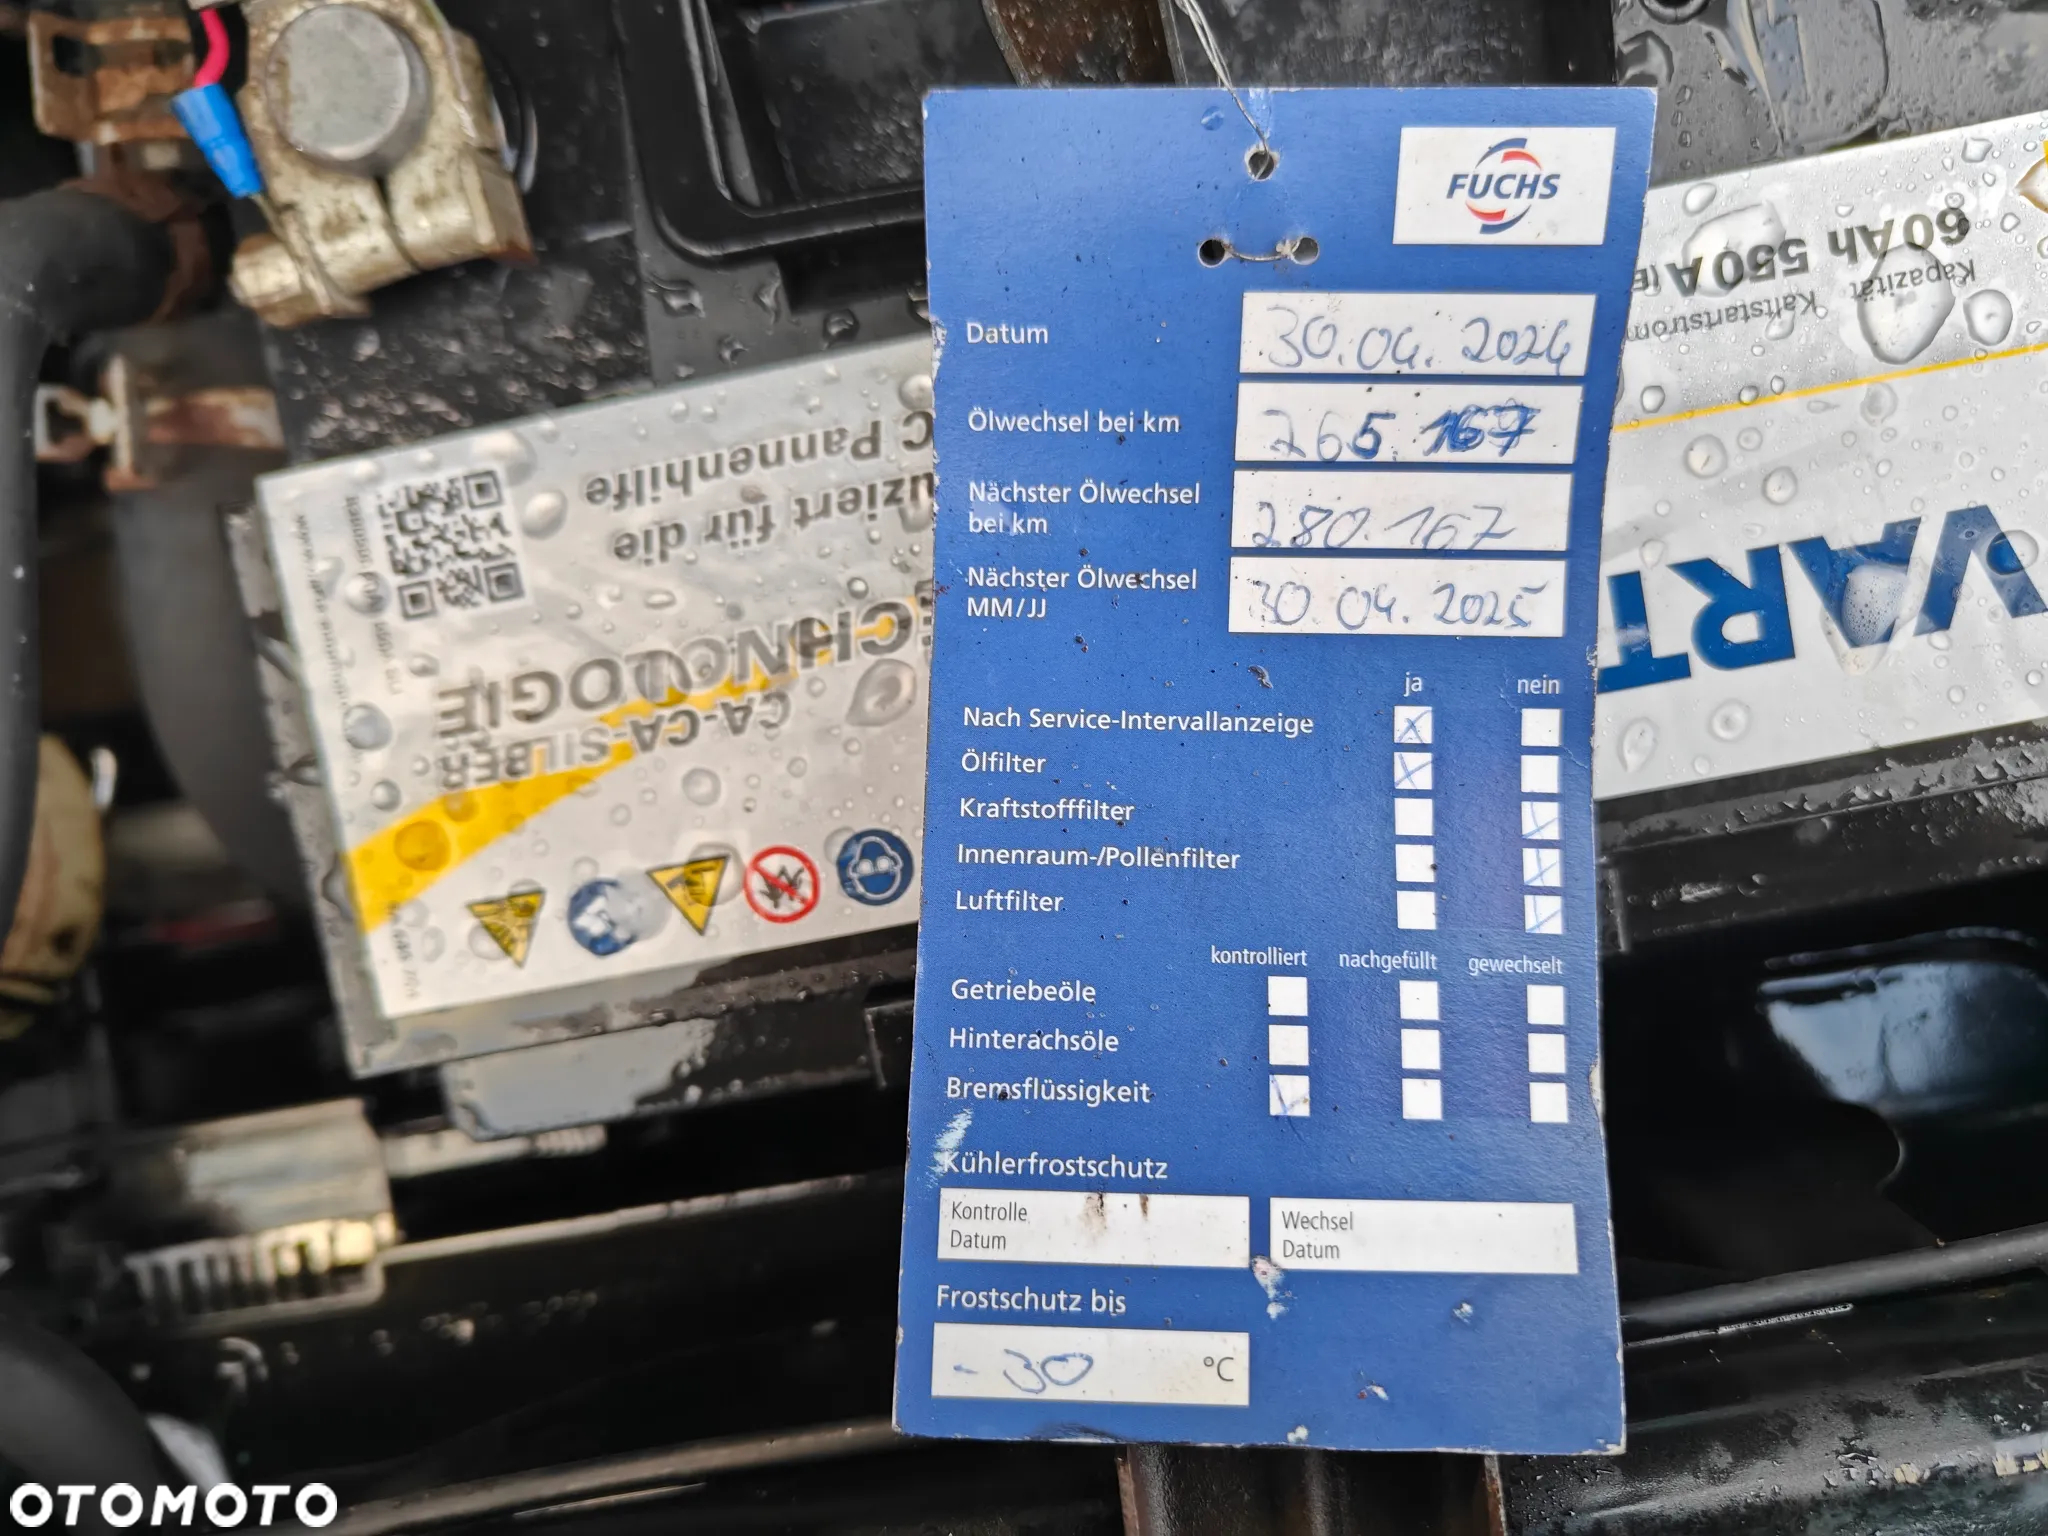 FUCHS
Datum 30.04.2024
Ölwechsel bei km 265.167
Nächster Ölwechsel
bei km 280.167
Nächster Ölwechsel
MM/JJ 30.04.2025
ja nein
Nach Service-Intervallanzeige
Ölfilter
Kraftstofffilter
Innenraum-/Pollenfilter
Luftfilter
kontrolliert nachgefüllt gewechselt
Getriebeöle
Hinterachsöle
Bremsflüssigkeit
Kühlerfrostschutz
Kontrolle
Datum
Wechsel
Datum
Frostschutz bis
-30 °C
60Ah 550A
Kapazität Kaltstartstrom
VART
C Pannenhilfe
uziert für die
ECHNOLOGIE
CA-CA-SILBER
OTOMOTO